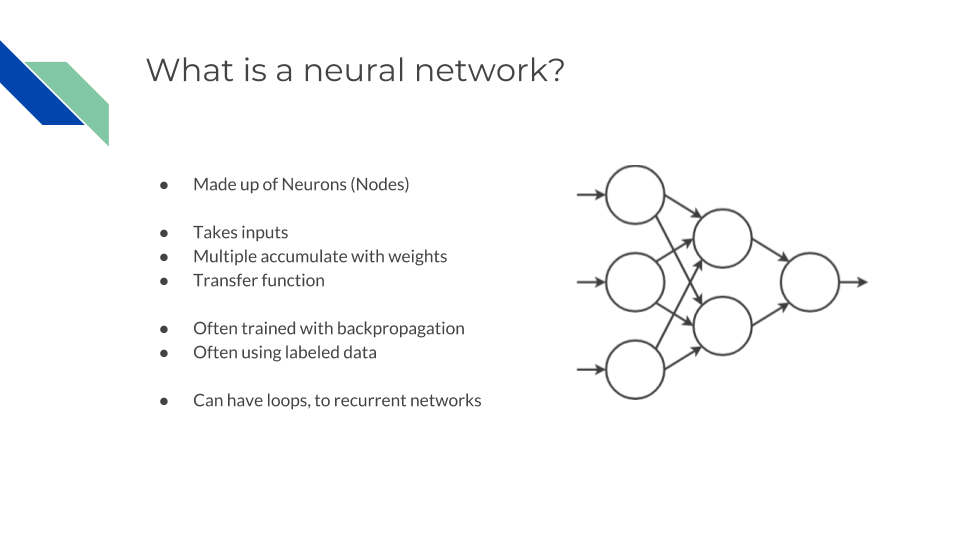 What is a neural network?
● Made up of Neurons (Nodes)
● Takes inputs
● Multiple accumulate with weights
● Transfer function
● Often trained with backpropagation
● Often using labeled data
● Can have loops, to recurrent networks